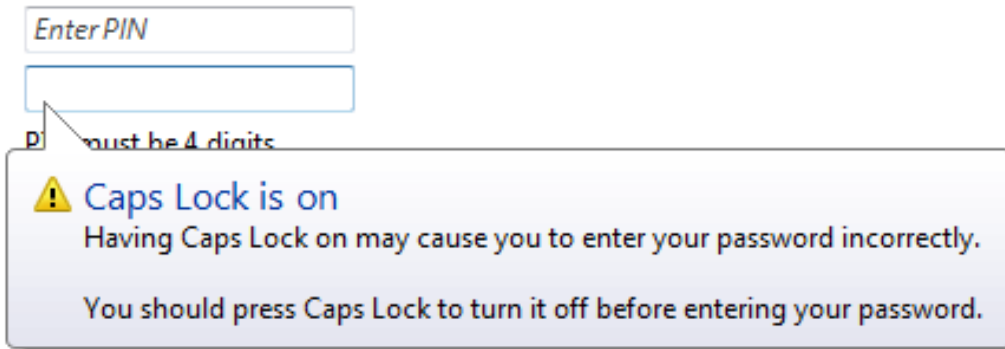 Enter PIN
must be 4 digits
Caps Lock is on
Having Caps Lock on may cause you to enter your password incorrectly.
You should press Caps Lock to turn it off before entering your password.